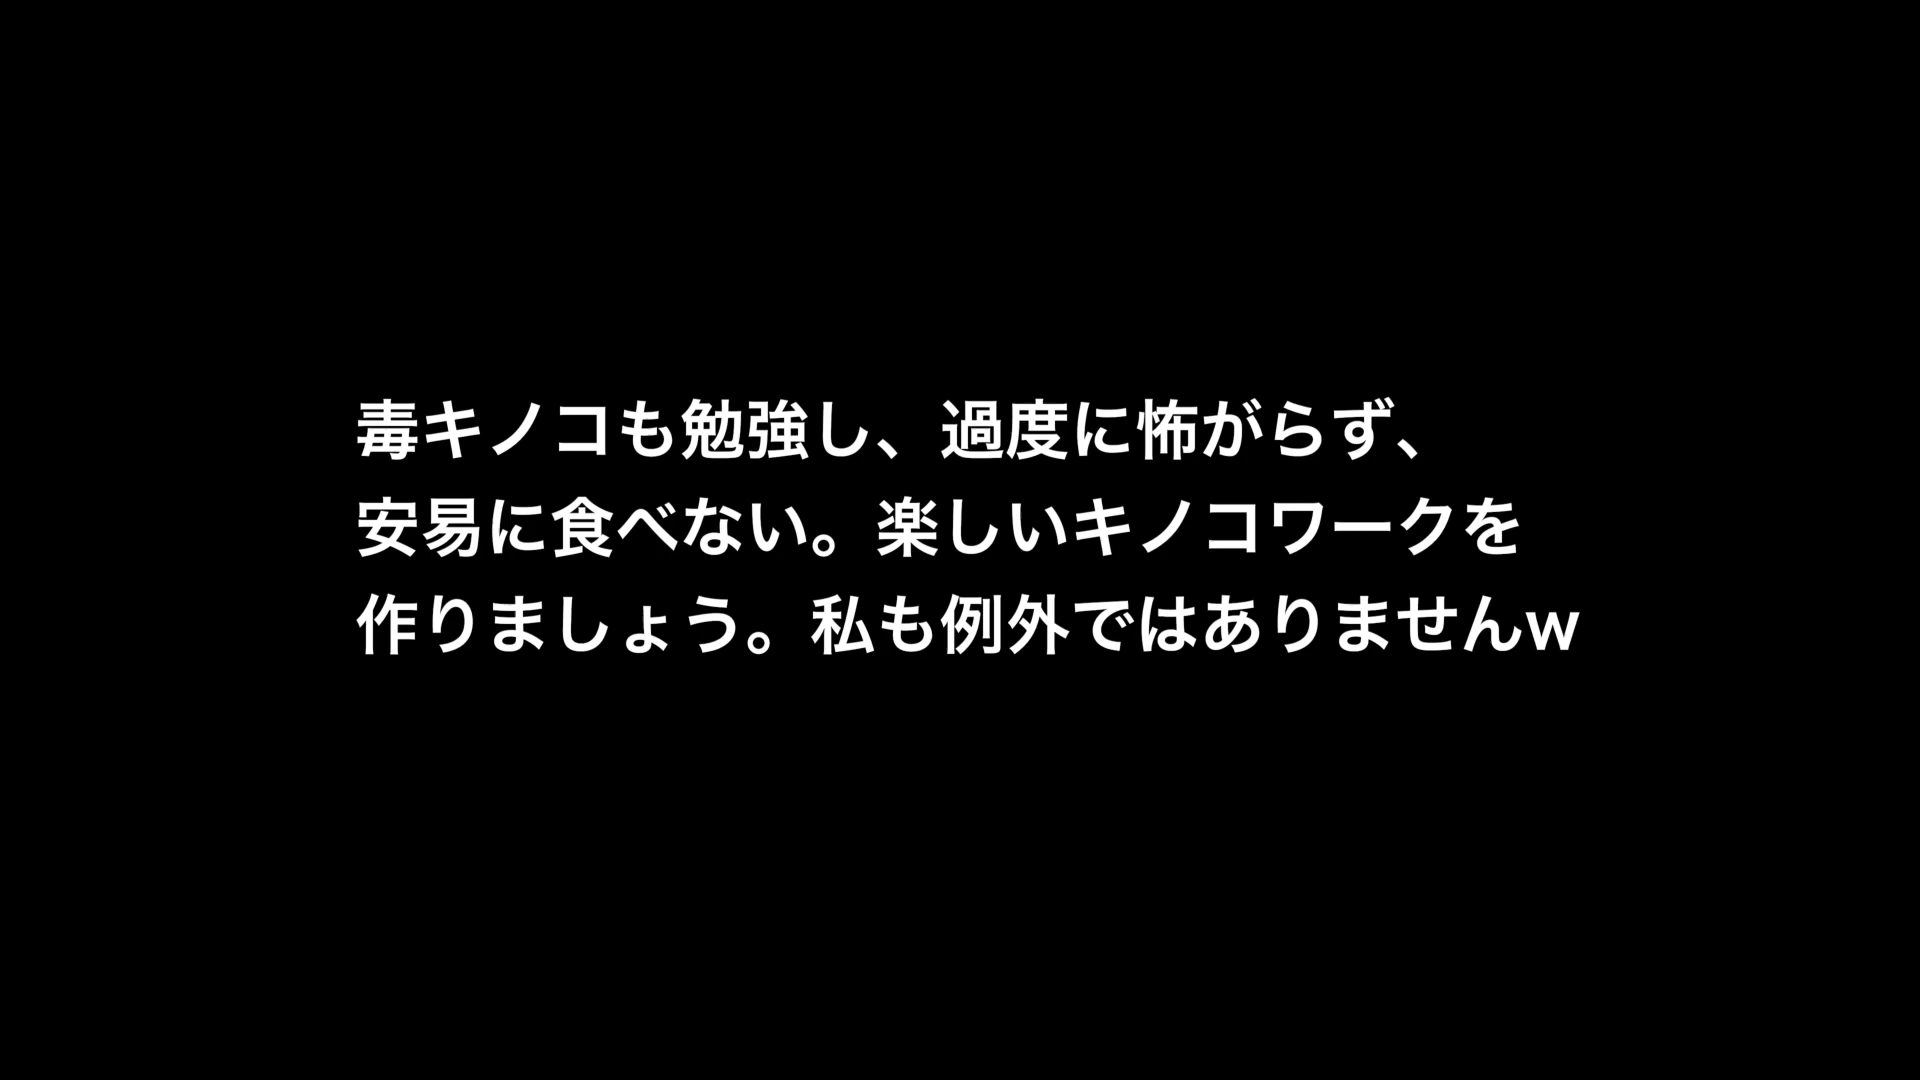 毒キノコも勉強し、過度に怖がらず、
安易に食べない。楽しいキノコワークを
作りましょう。私も例外ではありませんw